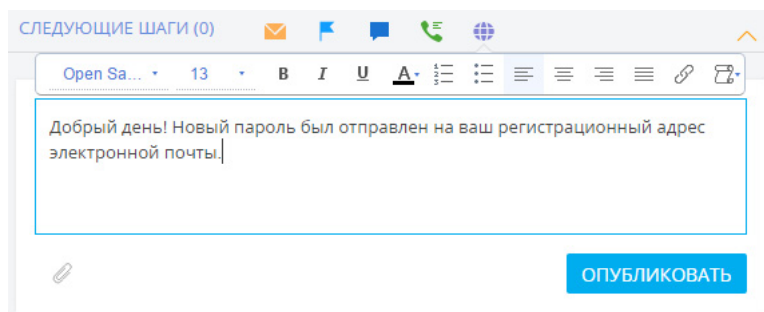 СЛЕДУЮЩИЕ ШАГИ (0)
Open Sa... 13 B I U A
Добрый день! Новый пароль был отправлен на ваш регистрационный адрес
электронной почты.
ОПУБЛИКОВАТЬ